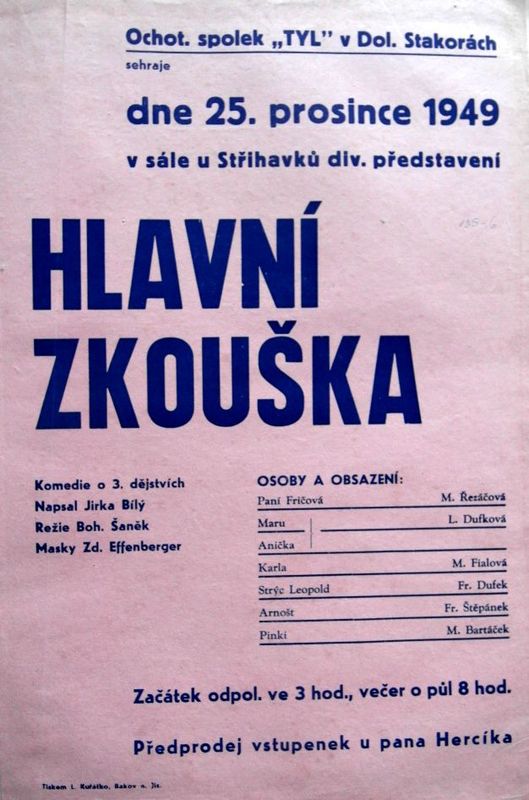 Ochot. spolek „TYL” v Dol. Stakorách
sehraje
dne 25. prosince 1949
v sále u Střihavků div. představení
HLAVNÍ
ZKOUŠKA
Komedie o 3. dějstvích
Napsal Jirka Bílý
Režie Boh. Šaněk
Masky Zd. Effenberger
OSOBY A OBSAZENÍ:
Paní Fričová M. Řezáčová
Maru L. Dufková
Anička
Karla M. Fialová
Strýc Leopold Fr. Dufek
Arnošt Fr. Štěpánek
Pinki M. Bartáček
Začátek odpol. ve 3 hod., večer o půl 8 hod.
Předprodej vstupenek u pana Hercíka
Tiskem L. Kuřátko, Bakov n. Jiz.